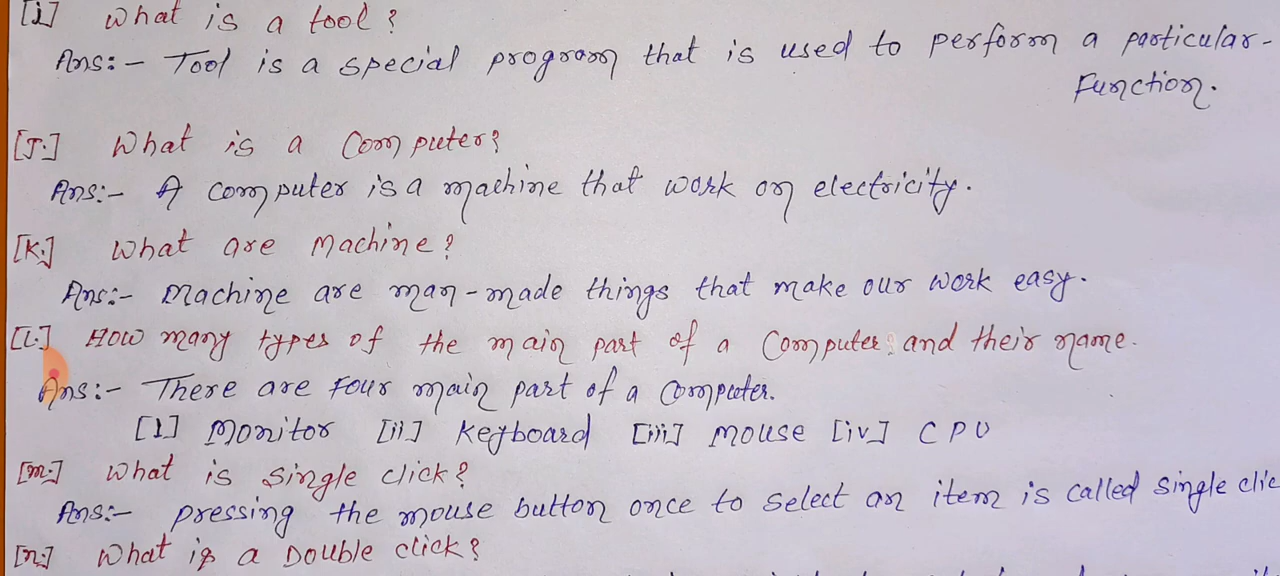 [i] What is a tool ?
Ans:- Tool is a special program that is used to perform a particular-
Function.
[J.] What is a Computer?
Ans:- A computer is a machine that work on electricity.
[K.] What are Machine ?
Ans:- Machine are man-made things that make our work easy.
[L.] How many types of the main part of a Computer and their name.
Ans:- There are Four main part of a Computer.
[I] Monitor [ii] Keyboard [iii] Mouse [iv] CPU
[m.] What is Single Click ?
Ans:- pressing the mouse button once to select an item is called single clic
[n.] What is a Double click ?